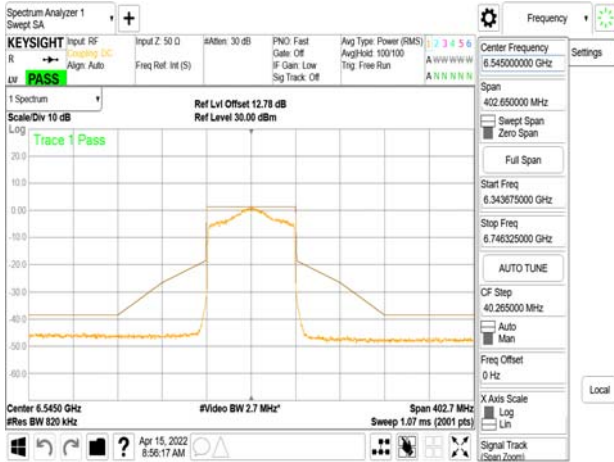 Spectrum Analyzer 1
Swept SA
Frequency
KEYSIGHT
R
LXI
PASS
Input: RF
Coupling: DC
Align: Auto
Input Z: 50 Ω
Freq Ref: Int (S)
#Atten: 30 dB
PNO: Fast
Gate: Off
IF Gain: Low
Sig Track: Off
Avg Type: Power (RMS)
Avg|Hold: 100/100
Trig: Free Run
1 2 3 4 5 6
A W W W W W
A N N N N N
1 Spectrum
Scale/Div 10 dB
Ref Lvl Offset 12.78 dB
Ref Level 30.00 dBm
Log
Trace 1 Pass
20.0
10.0
0.00
-10.0
-20.0
-30.0
-40.0
-50.0
-60.0
Center 6.5450 GHz
#Res BW 820 kHz
#Video BW 2.7 MHz*
Span 402.7 MHz
Sweep 1.07 ms (2001 pts)
Apr 15, 2022
8:56:17 AM
?
Center Frequency
6.545000000 GHz
Span
402.650000 MHz
Swept Span
Zero Span
Full Span
Start Freq
6.343675000 GHz
Stop Freq
6.746325000 GHz
AUTO TUNE
CF Step
40.265000 MHz
Auto
Man
Freq Offset
0 Hz
X Axis Scale
Log
Lin
Signal Track
(Span Zoom)
Settings
Local